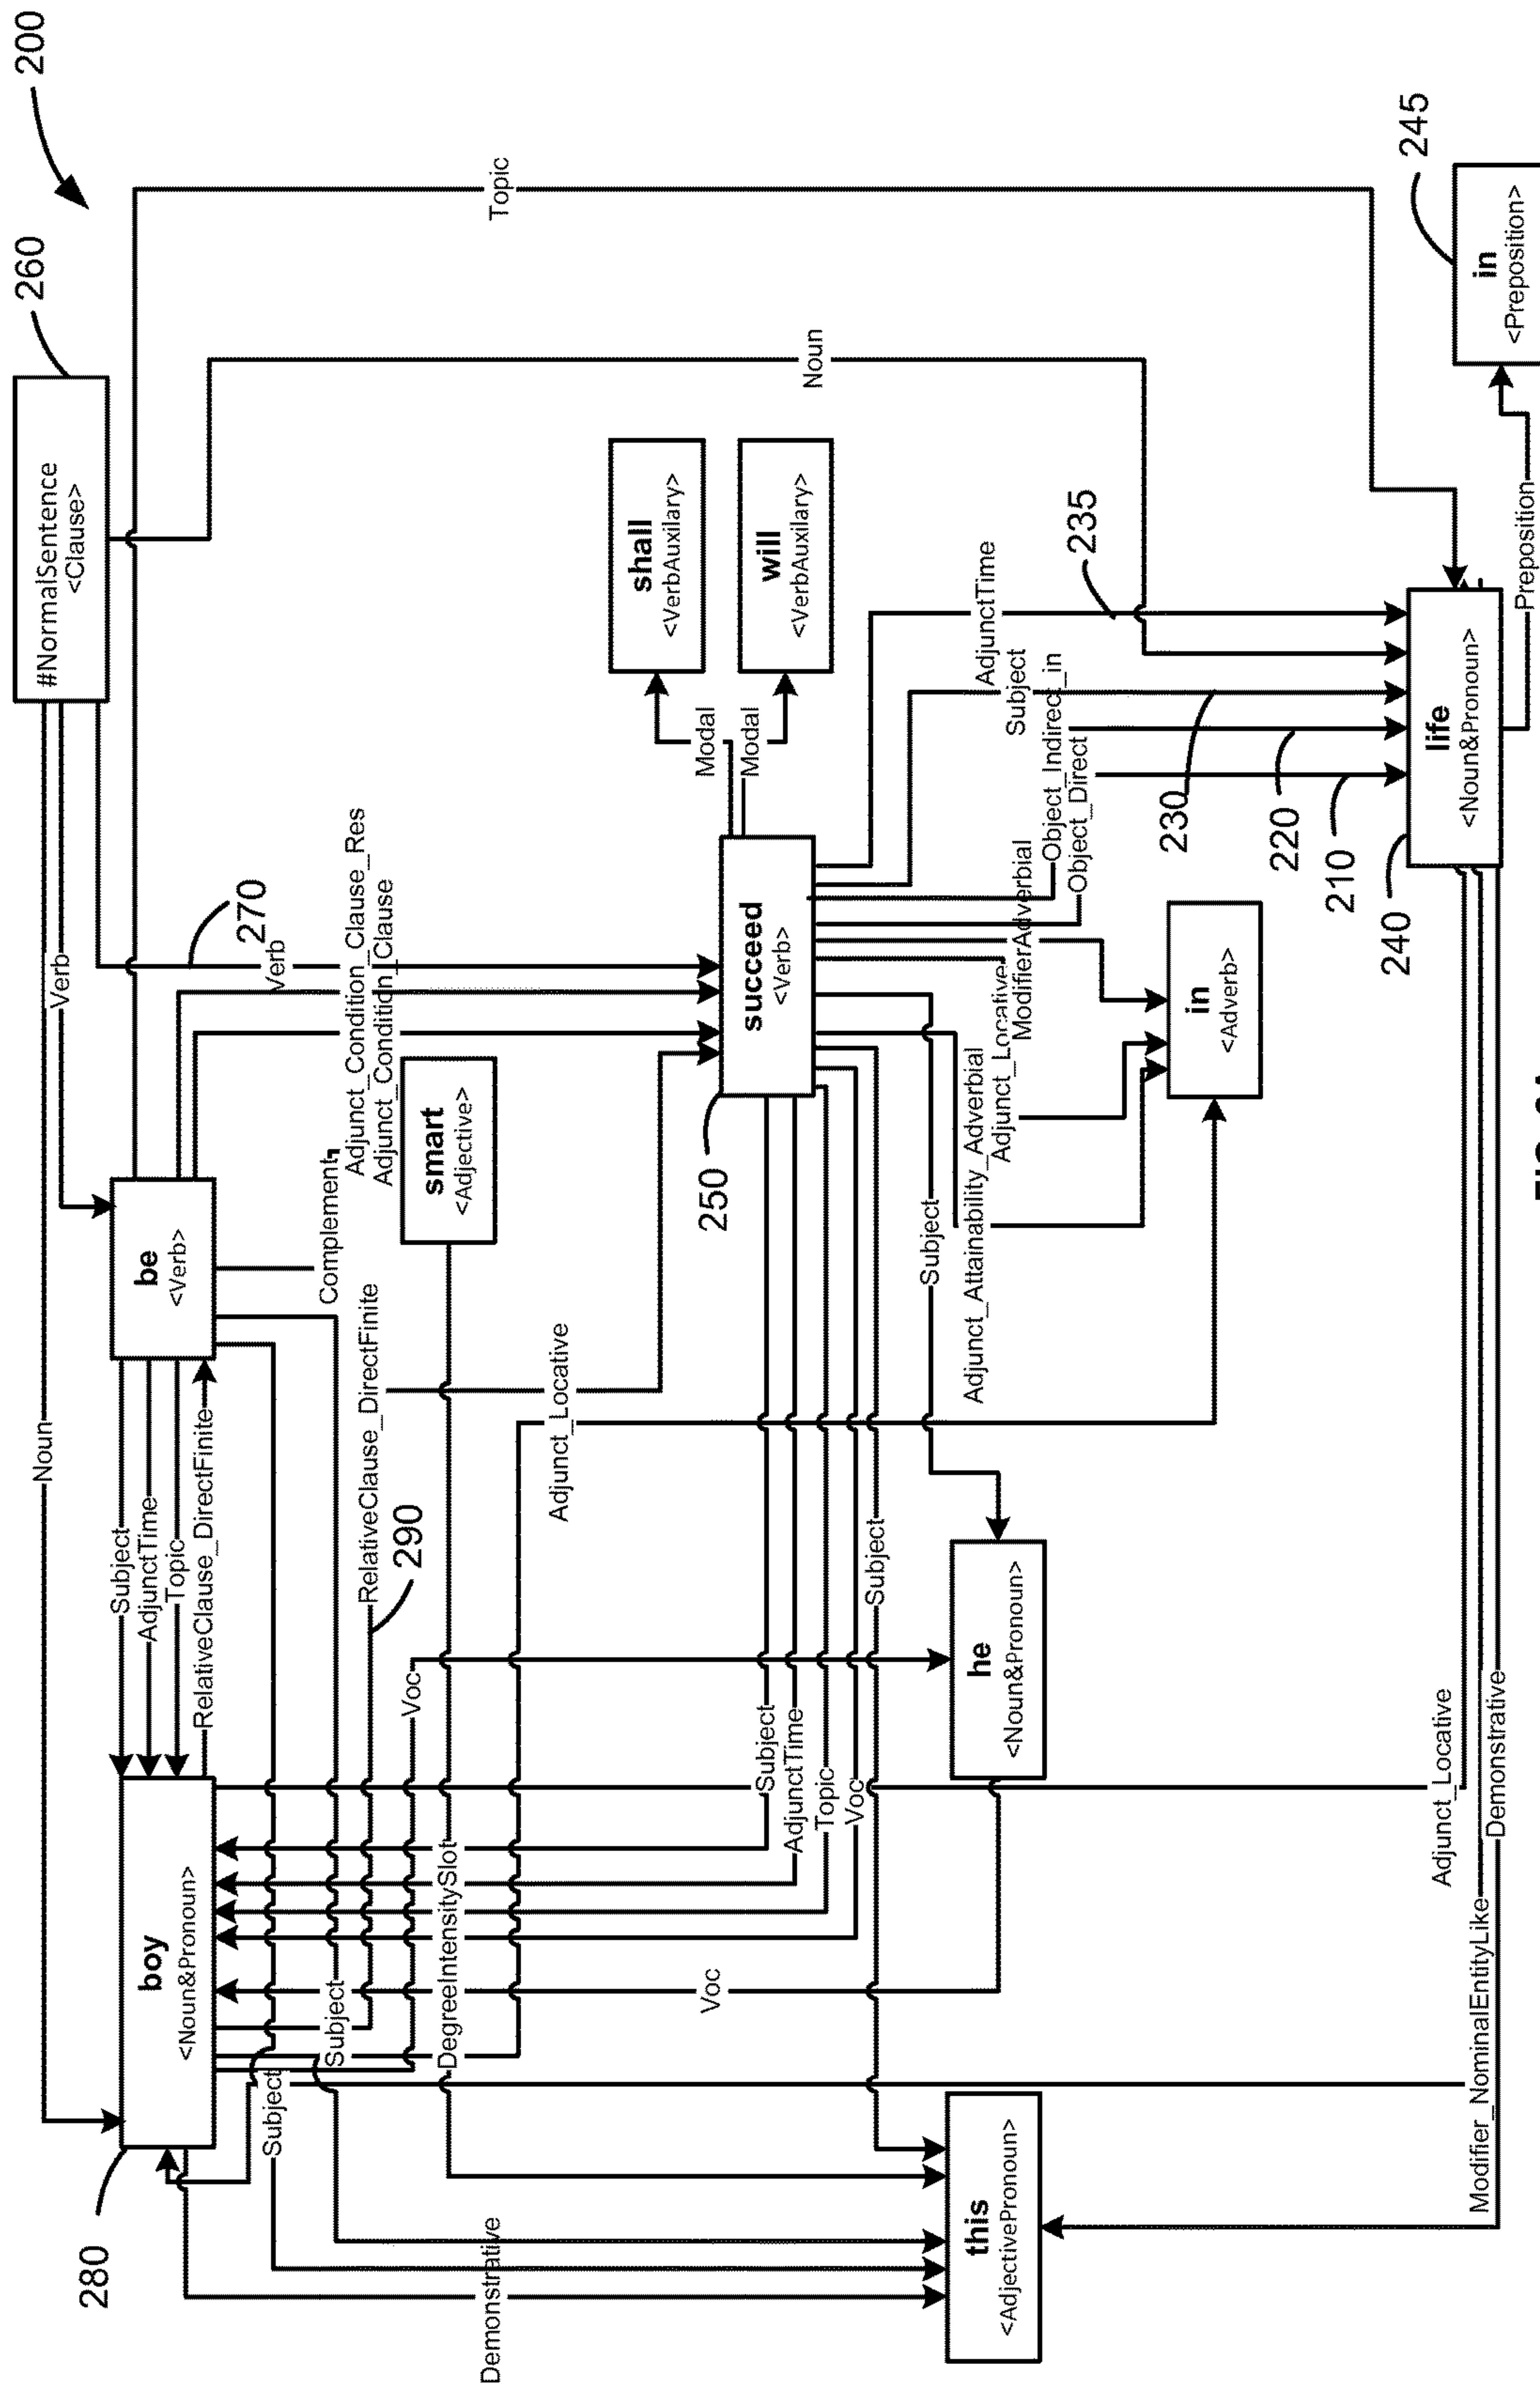 200
260
#NormalSentence
<Clause>
Noun
Verb
Topic
Noun
270
Verb
be
<Verb>
Subject
AdjunctTime
Topic
RelativeClause_DirectFinite
280
boy
<Noun&Pronoun>
Complement
Adjunct_Condition_Clause_Res
Adjunct_Condition_Clause
smart
<Adjective>
RelativeClause_DirectFinite
290
Voc
DegreeIntensitySlot
Subject
Subject
Demonstrative
Adjunct_Locative
shall
<VerbAuxilary>
will
<VerbAuxilary>
Modal
Modal
succeed
<Verb>
250
Subject
AdjunctTime
Topic
Voc
Subject
Voc
Subject
AdjunctTime
Subject
Object_Indirect_in
Object_Direct
ModifierAdverbial
Adjunct_Locative
Adjunct_Attainability_Adverbial
he
<Noun&Pronoun>
this
<AdjectivePronoun>
in
<Adverb>
235
230
220
210
240
life
<Noun&Pronoun>
245
in
<Preposition>
Preposition
Adjunct_Locative
Demonstrative
Modifier_NominalEntityLike